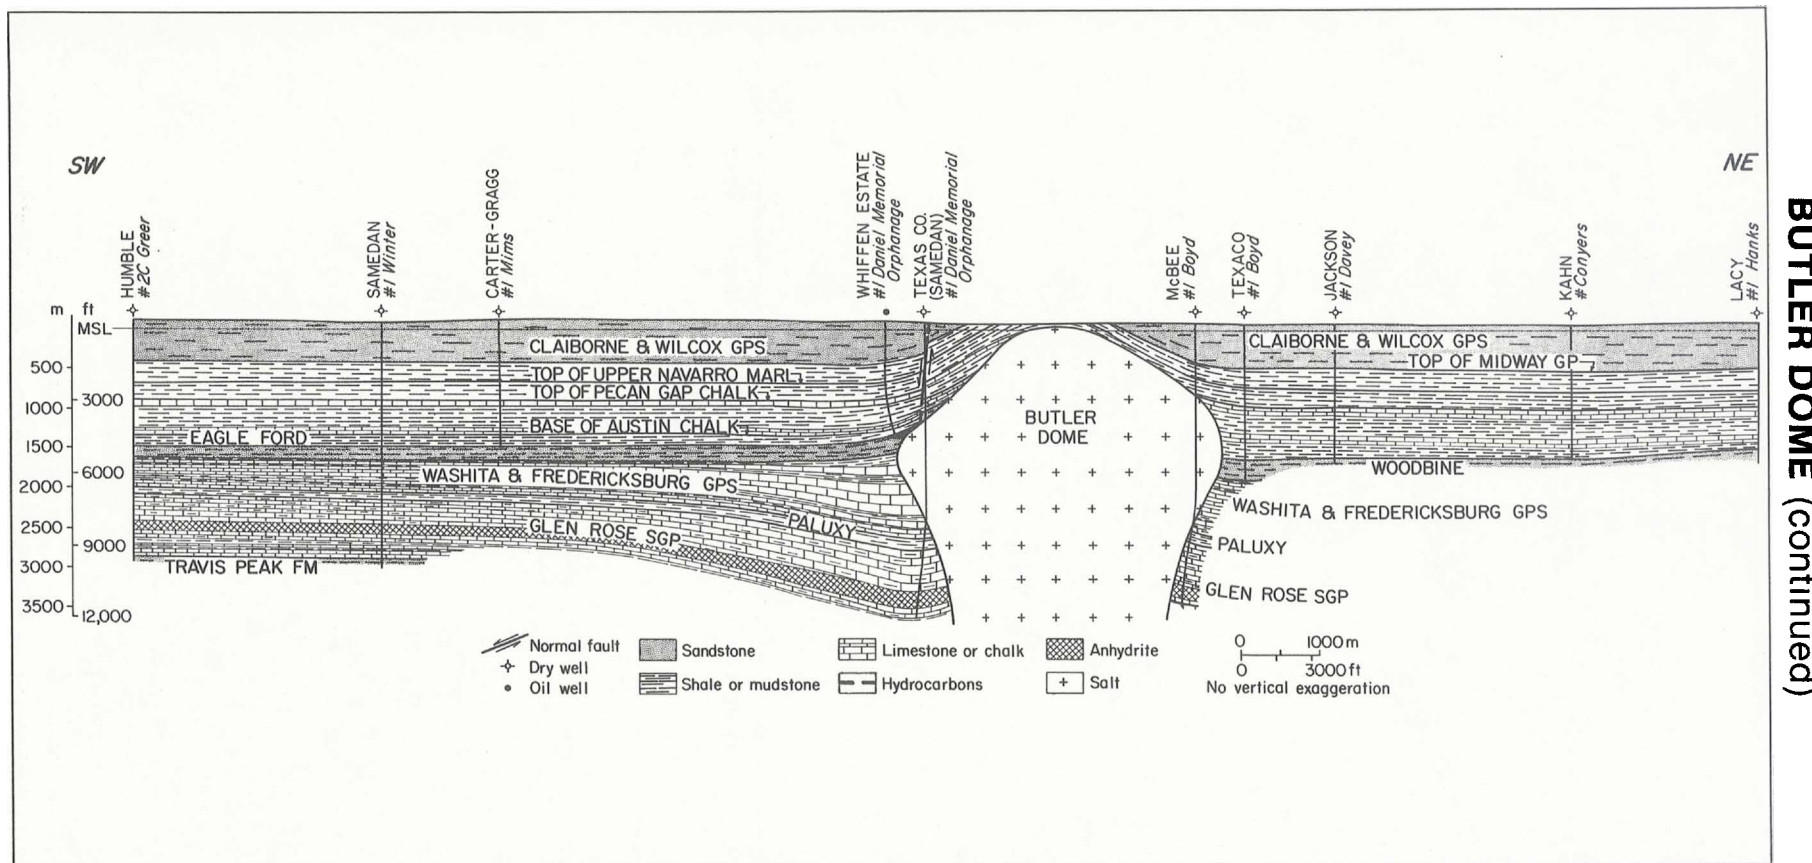 BUTLER DOME (continued)
SW
NE
HUMBLE
#2C Greer
SAMEDAN
#1 Winter
CARTER-GRAGG
#1 Mims
WHIFFEN ESTATE
#1 Daniel Memorial
Orphanage
TEXAS CO.
(SAMEDAN)
#1 Daniel Memorial
Orphanage
McBEE
#1 Boyd
TEXACO
#1 Boyd
JACKSON
#1 Davey
KAHN
#Conyers
LACY
#1 Hanks
m ft
MSL
500
3000
1000
1500
6000
2000
2500
9000
3000
3500
12,000
CLAIBORNE & WILCOX GPS
TOP OF UPPER NAVARRO MARL
TOP OF PECAN GAP CHALK
BASE OF AUSTIN CHALK
EAGLE FORD
WASHITA & FREDERICKSBURG GPS
PALUXY
GLEN ROSE SGP
TRAVIS PEAK FM
BUTLER
DOME
CLAIBORNE & WILCOX GPS
TOP OF MIDWAY GP
WOODBINE
WASHITA & FREDERICKSBURG GPS
PALUXY
GLEN ROSE SGP
Normal fault
Dry well
Oil well
Sandstone
Shale or mudstone
Limestone or chalk
Hydrocarbons
Anhydrite
Salt
0 1000 m
0 3000 ft
No vertical exaggeration